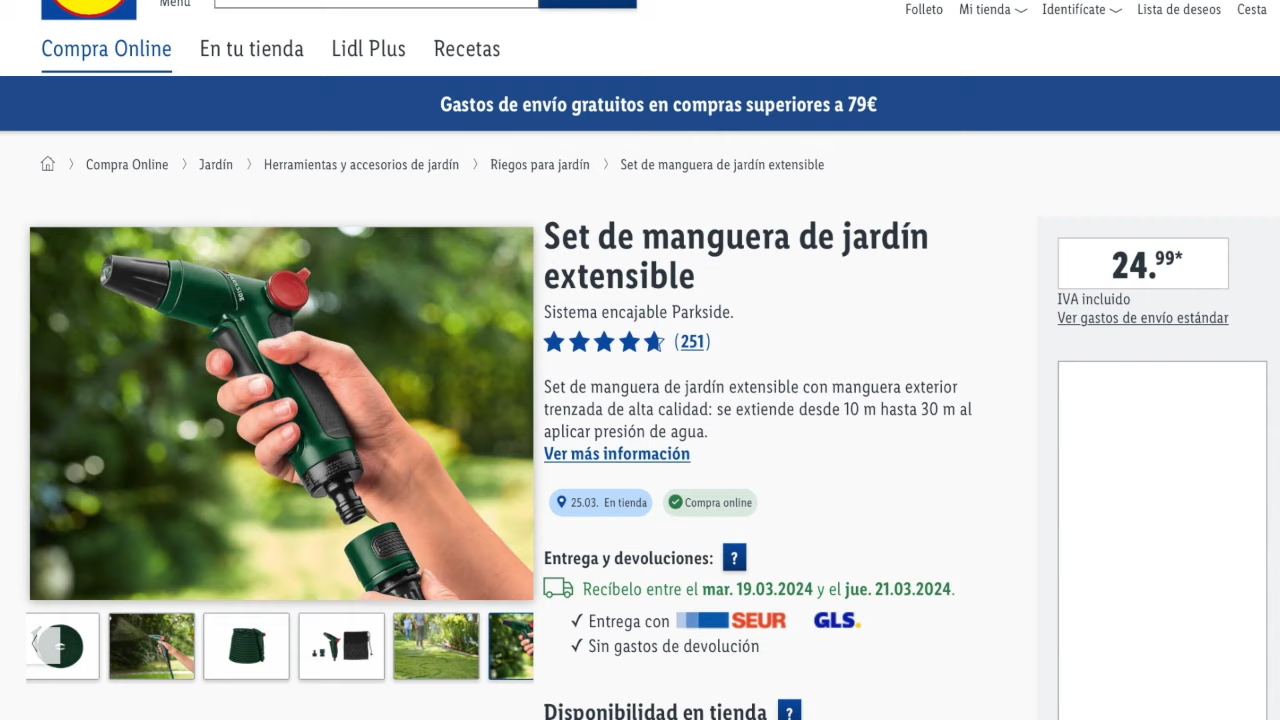 Menú
Folleto Mi tienda Identifícate Lista de deseos Cesta
Compra Online En tu tienda Lidl Plus Recetas
Gastos de envío gratuitos en compras superiores a 79€
Compra Online Jardín Herramientas y accesorios de jardín Riegos para jardín Set de manguera de jardín extensible
Set de manguera de jardín
extensible
Sistema encajable Parkside.
(251)
Set de manguera de jardín extensible con manguera exterior
trenzada de alta calidad: se extiende desde 10 m hasta 30 m al
aplicar presión de agua.
Ver más información
25.03. En tienda Compra online
Entrega y devoluciones: ?
Recíbelo entre el mar. 19.03.2024 y el jue. 21.03.2024.
✓ Entrega con SEUR GLS.
✓ Sin gastos de devolución
Disponibilidad en tienda ?
24.99*
IVA incluido
Ver gastos de envío estándar